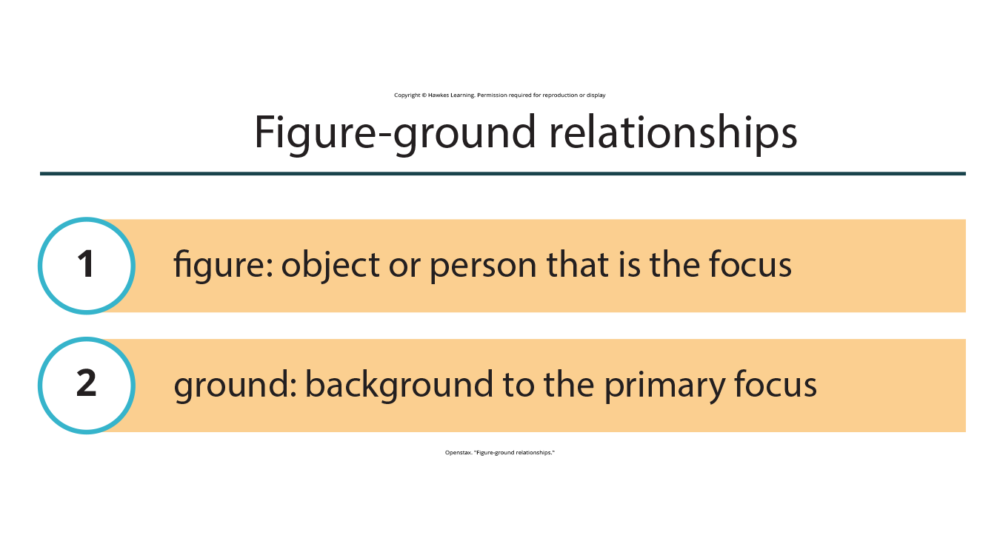 Copyright © Hawkes Learning. Permission required for reproduction or display
Figure-ground relationships
1
figure: object or person that is the focus
2
ground: background to the primary focus
Openstax. "Figure-ground relationships."